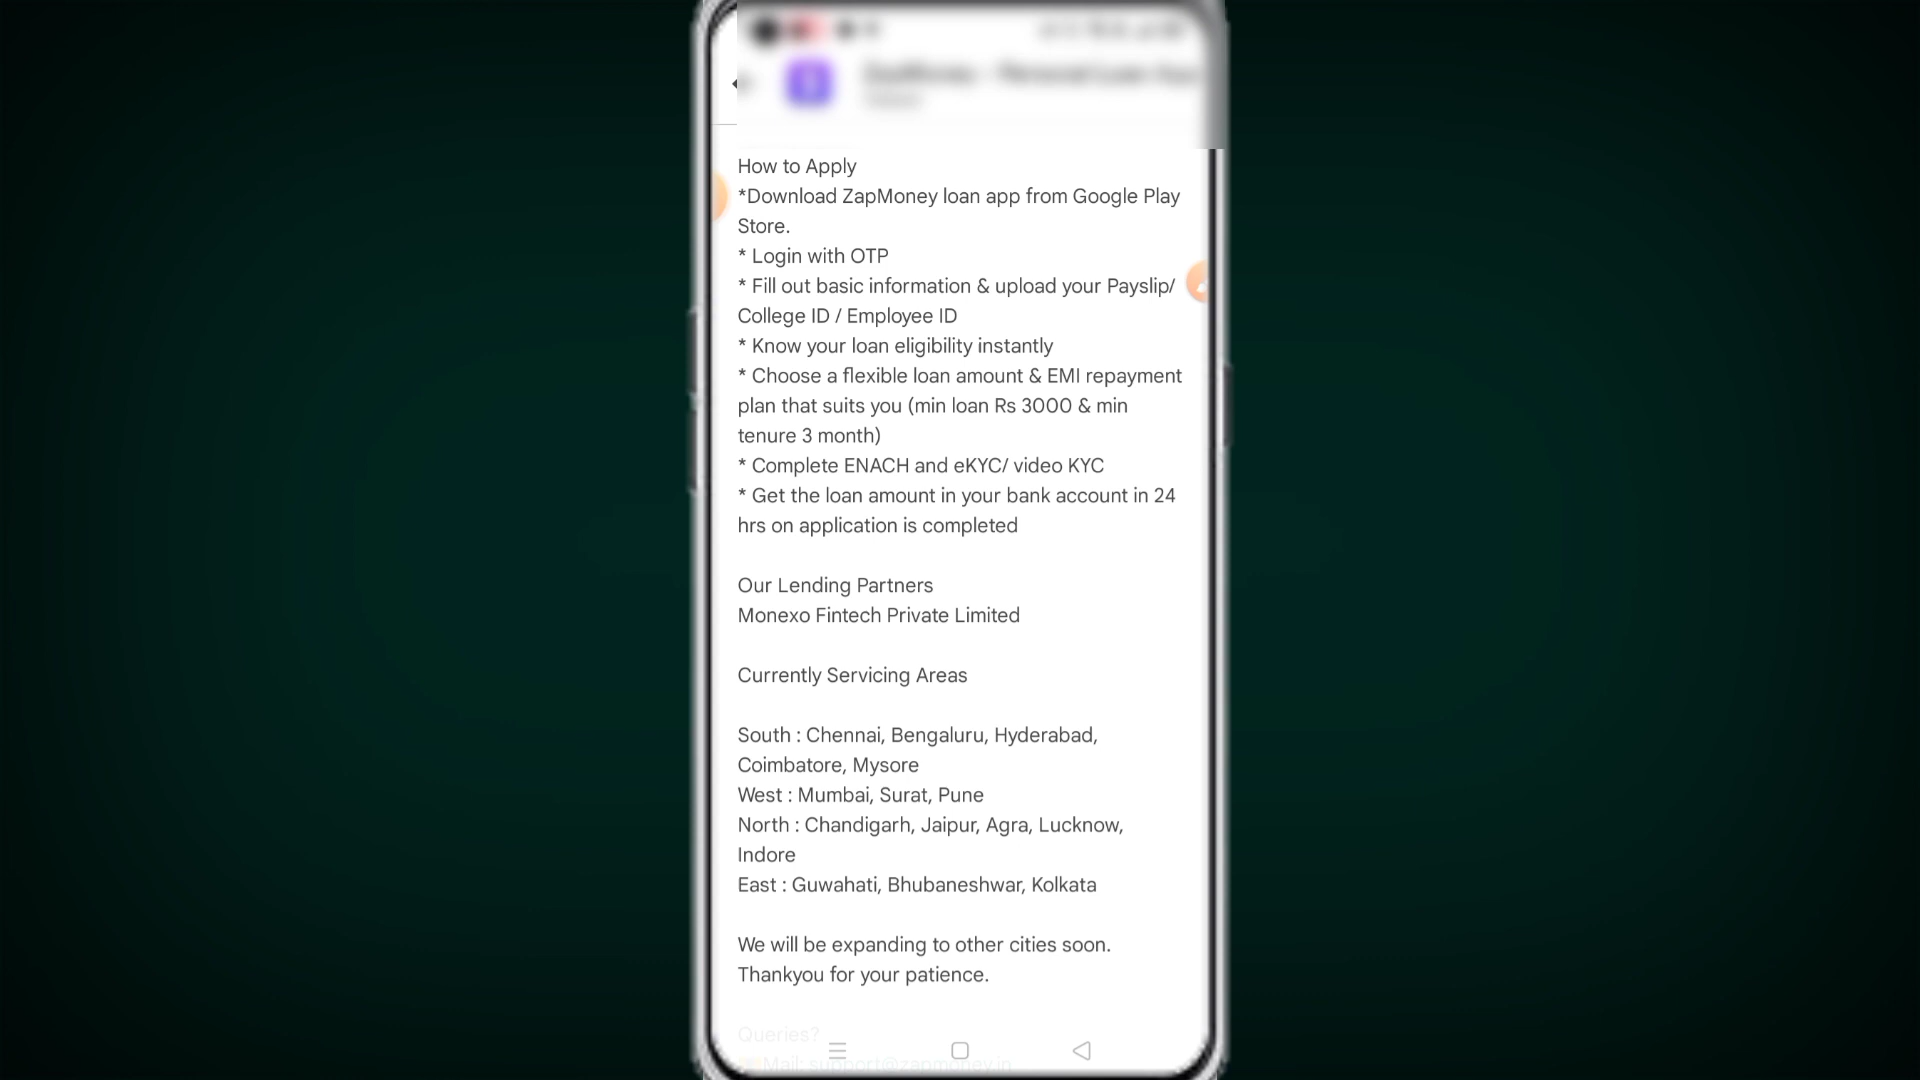 How to Apply
*Download ZapMoney loan app from Google Play
Store.
* Login with OTP
* Fill out basic information & upload your Payslip/
College ID / Employee ID
* Know your loan eligibility instantly
* Choose a flexible loan amount & EMI repayment
plan that suits you (min loan Rs 3000 & min
tenure 3 month)
* Complete ENACH and eKYC/ video KYC
* Get the loan amount in your bank account in 24
hrs on application is completed
Our Lending Partners
Monexo Fintech Private Limited
Currently Servicing Areas
South : Chennai, Bengaluru, Hyderabad,
Coimbatore, Mysore
West : Mumbai, Surat, Pune
North : Chandigarh, Jaipur, Agra, Lucknow,
Indore
East : Guwahati, Bhubaneshwar, Kolkata
We will be expanding to other cities soon.
Thankyou for your patience.
Queries?
Mail: support@zapmoney.in